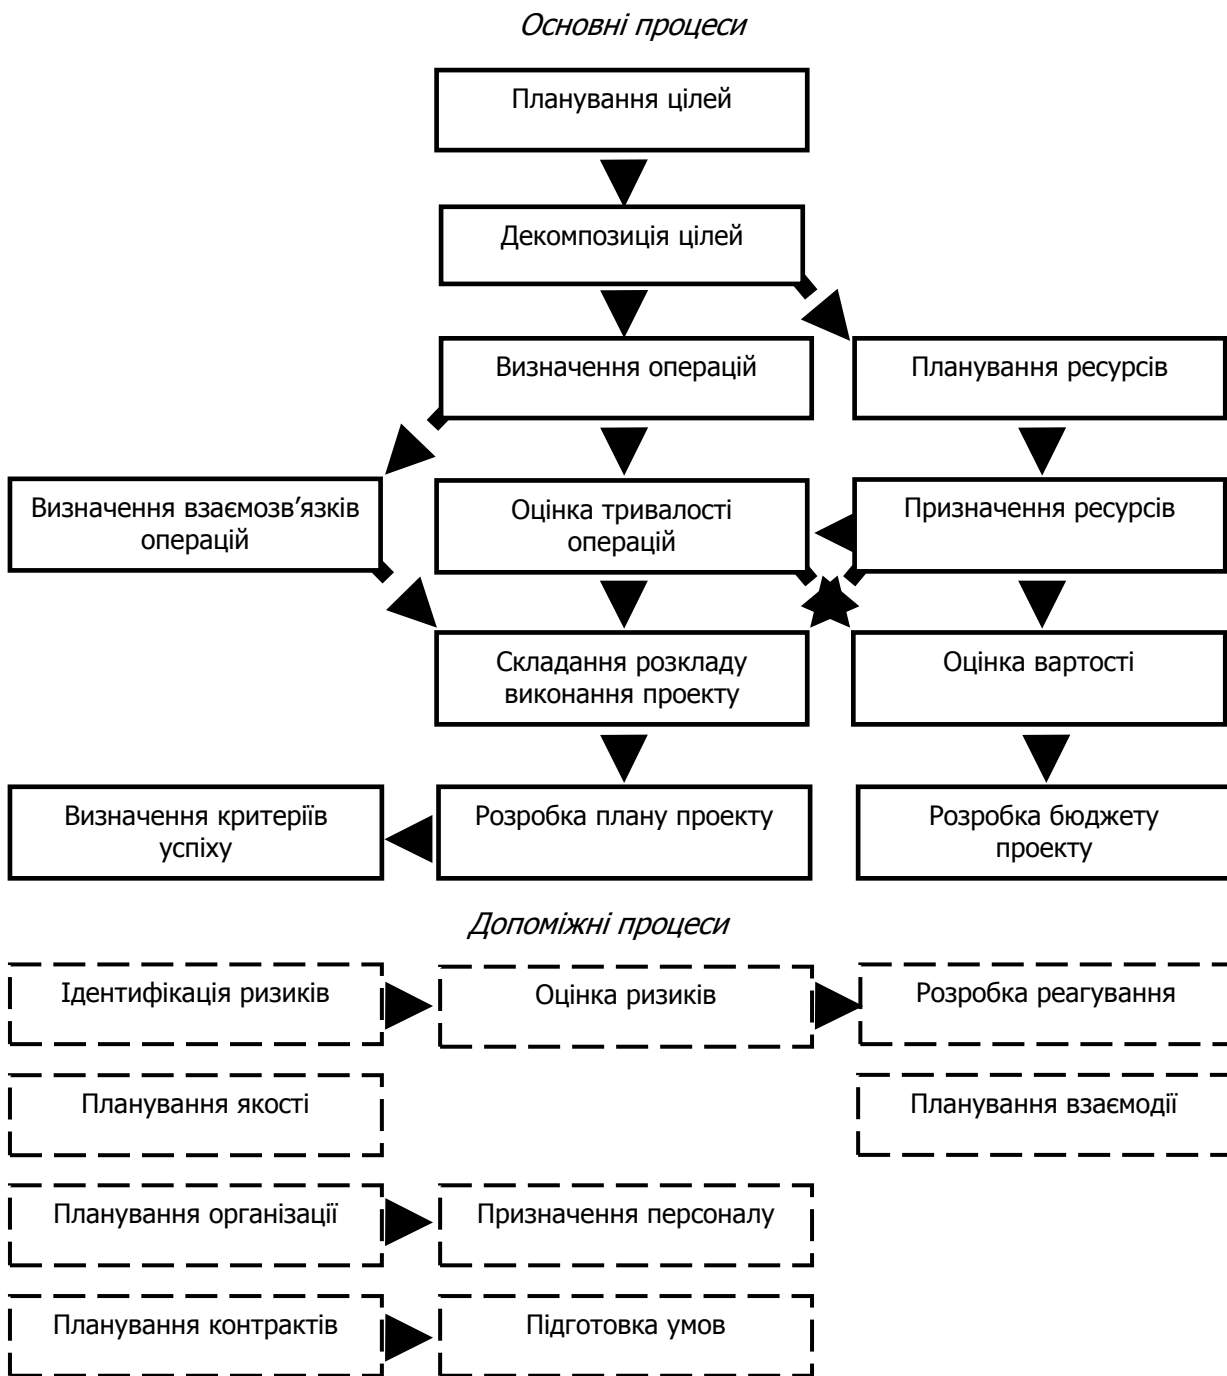 Основні процеси
Планування цілей
Декомпозиція цілей
Визначення операцій
Планування ресурсів
Визначення взаємозв’язків
операцій
Оцінка тривалості
операцій
Призначення ресурсів
Складання розкладу
виконання проекту
Оцінка вартості
Визначення критеріїв
успіху
Розробка плану проекту
Розробка бюджету
проекту
Допоміжні процеси
Ідентифікація ризиків
Оцінка ризиків
Розробка реагування
Планування якості
Планування взаємодії
Планування організації
Призначення персоналу
Планування контрактів
Підготовка умов